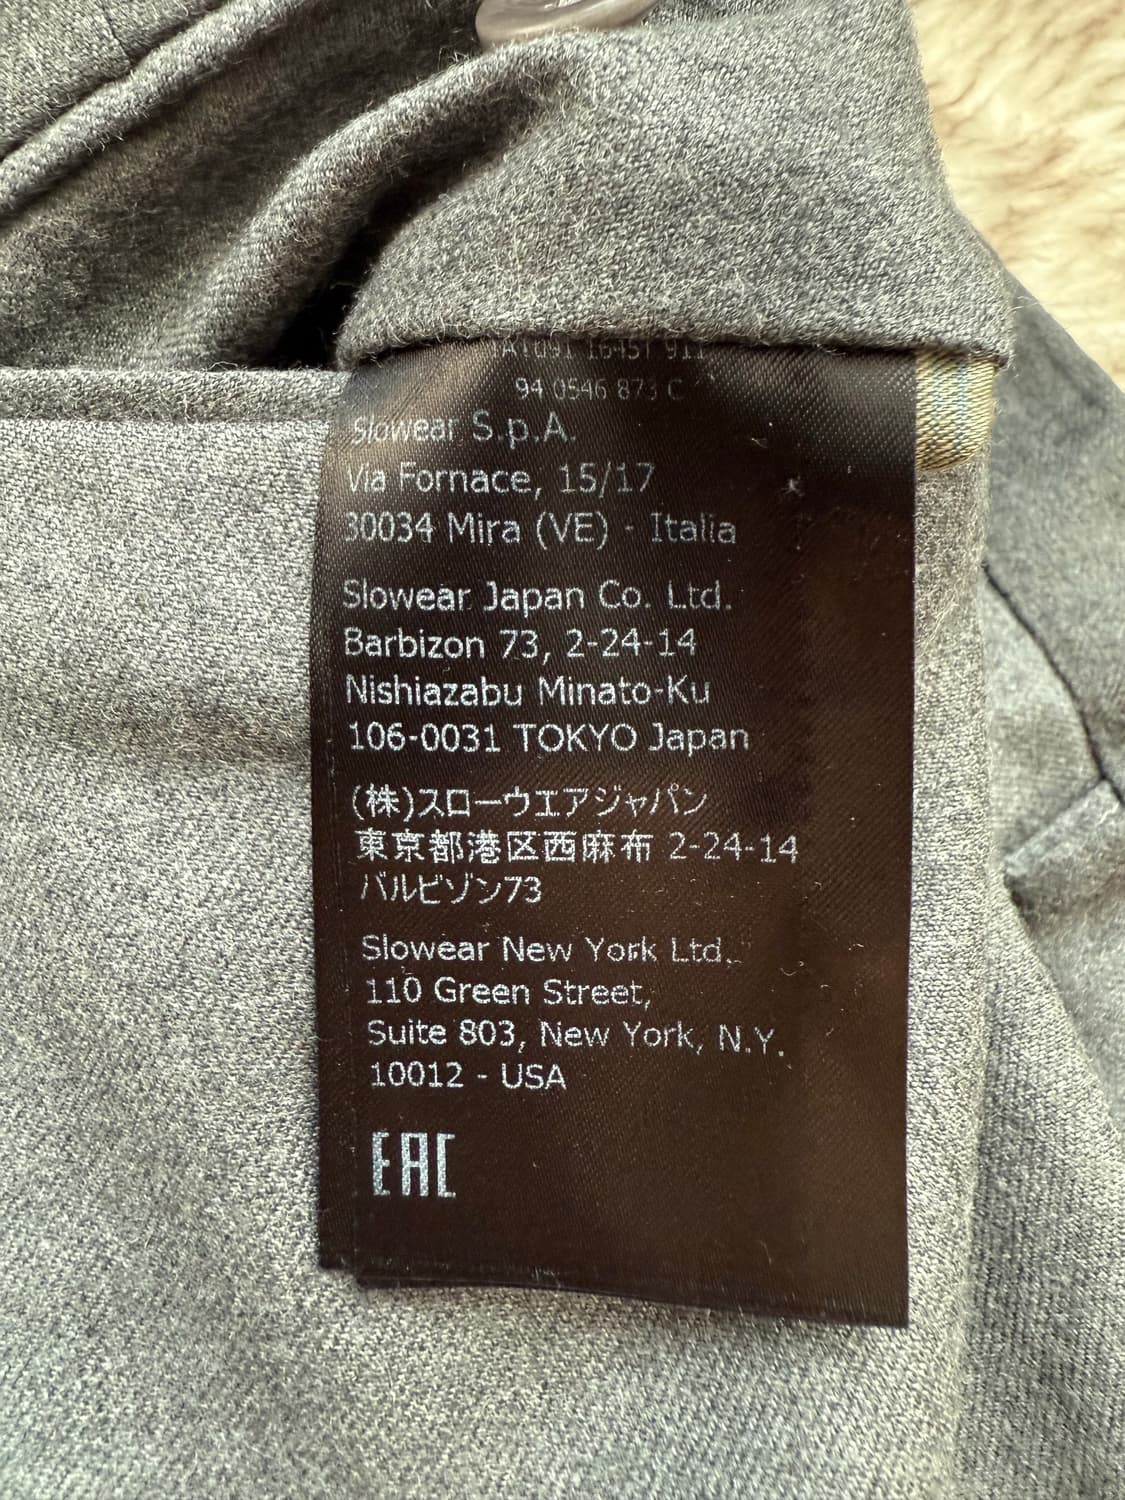 94 0546 873 C
Slowear S.p.A.
Via Fornace, 15/17
30034 Mira (VE) - Italia
Slowear Japan Co. Ltd.
Barbizon 73, 2-24-14
Nishiazabu Minato-Ku
106-0031 TOKYO Japan
(株)スローウエアジャパン
東京都港区西麻布 2-24-14
バルビゾン73
Slowear New York Ltd.
110 Green Street,
Suite 803, New York, N.Y.
10012 - USA
EAC